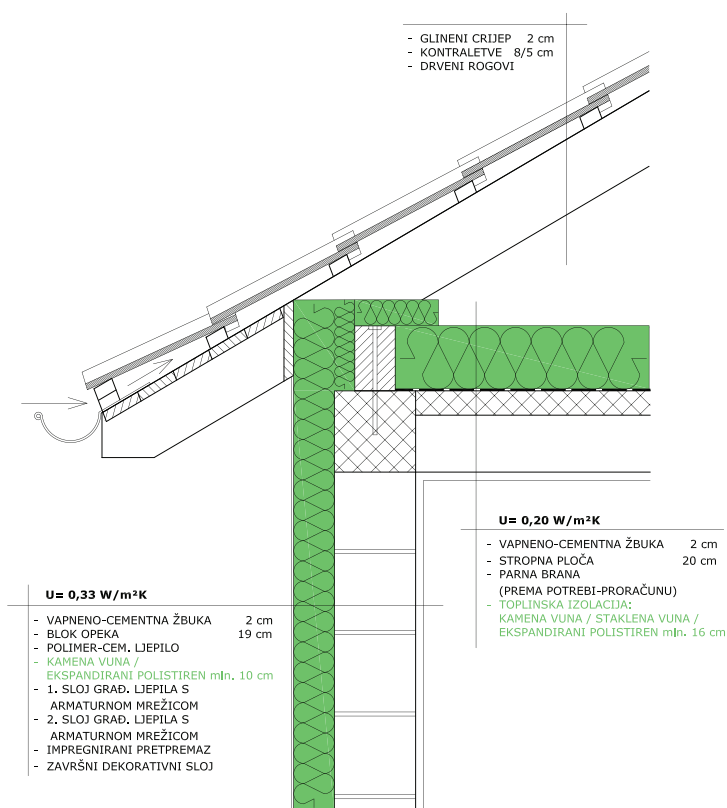 - GLINENI CRIJEP 2 cm
- KONTRALETVE 8/5 cm
- DRVENI ROGOVI
U= 0,20 W/m²K
- VAPNENO-CEMENTNA ŽBUKA 2 cm
- STROPNA PLOČA 20 cm
- PARNA BRANA
(PREMA POTREBI-PRORAČUNU)
- TOPLINSKA IZOLACIJA:
KAMENA VUNA / STAKLENA VUNA /
EKSPANDIRANI POLISTIREN min. 16 cm
U= 0,33 W/m²K
- VAPNENO-CEMENTNA ŽBUKA 2 cm
- BLOK OPEKA 19 cm
- POLIMER-CEM. LJEPILO
- KAMENA VUNA /
EKSPANDIRANI POLISTIREN min. 10 cm
- 1. SLOJ GRAĐ. LJEPILA S
ARMATURNOM MREŽICOM
- 2. SLOJ GRAĐ. LJEPILA S
ARMATURNOM MREŽICOM
- IMPREGNIRANI PRETPREMAZ
- ZAVRŠNI DEKORATIVNI SLOJ